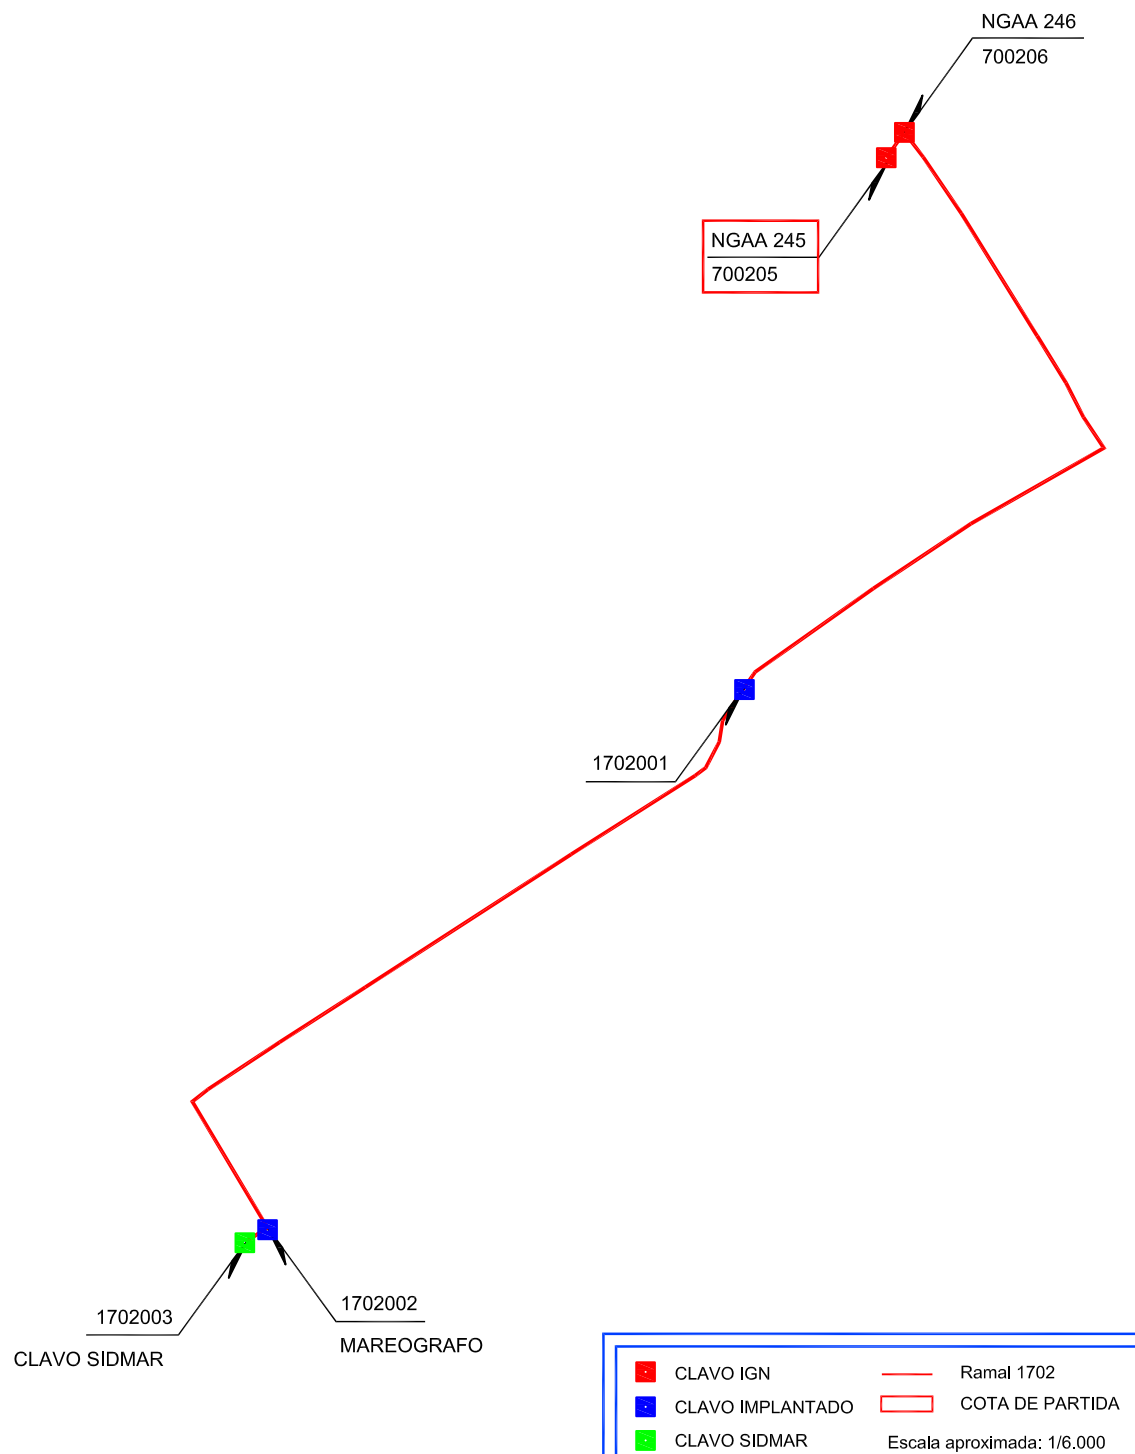 NGAA 246
700206
NGAA 245
700205
1702001
1702003
CLAVO SIDMAR
1702002
MAREOGRAFO
CLAVO IGN
Ramal 1702
CLAVO IMPLANTADO
COTA DE PARTIDA
CLAVO SIDMAR
Escala aproximada: 1/6.000